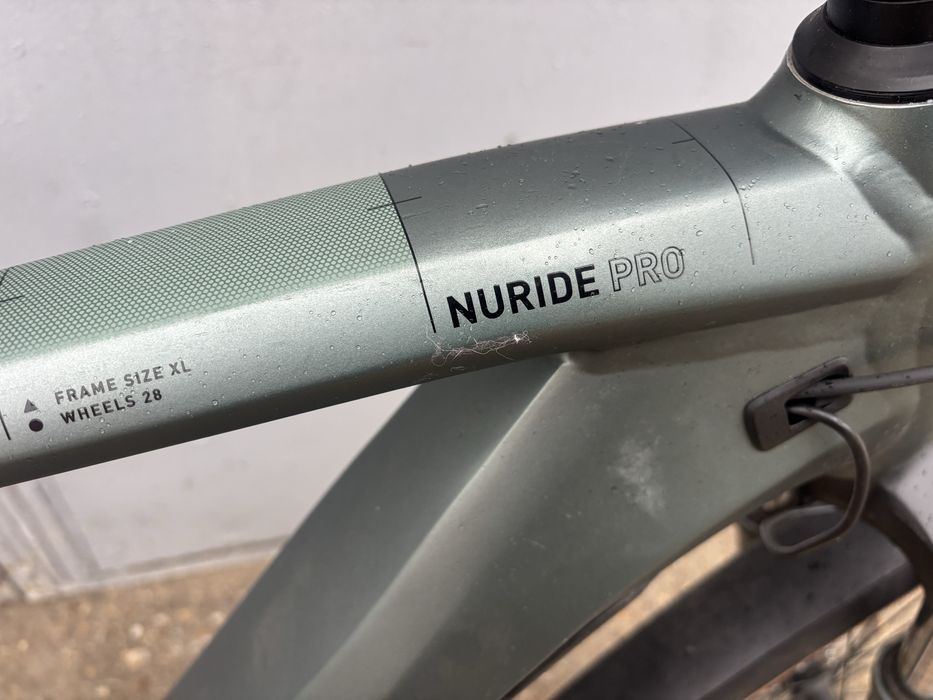 NURIDE PRO
FRAME SIZE XL
WHEELS 28